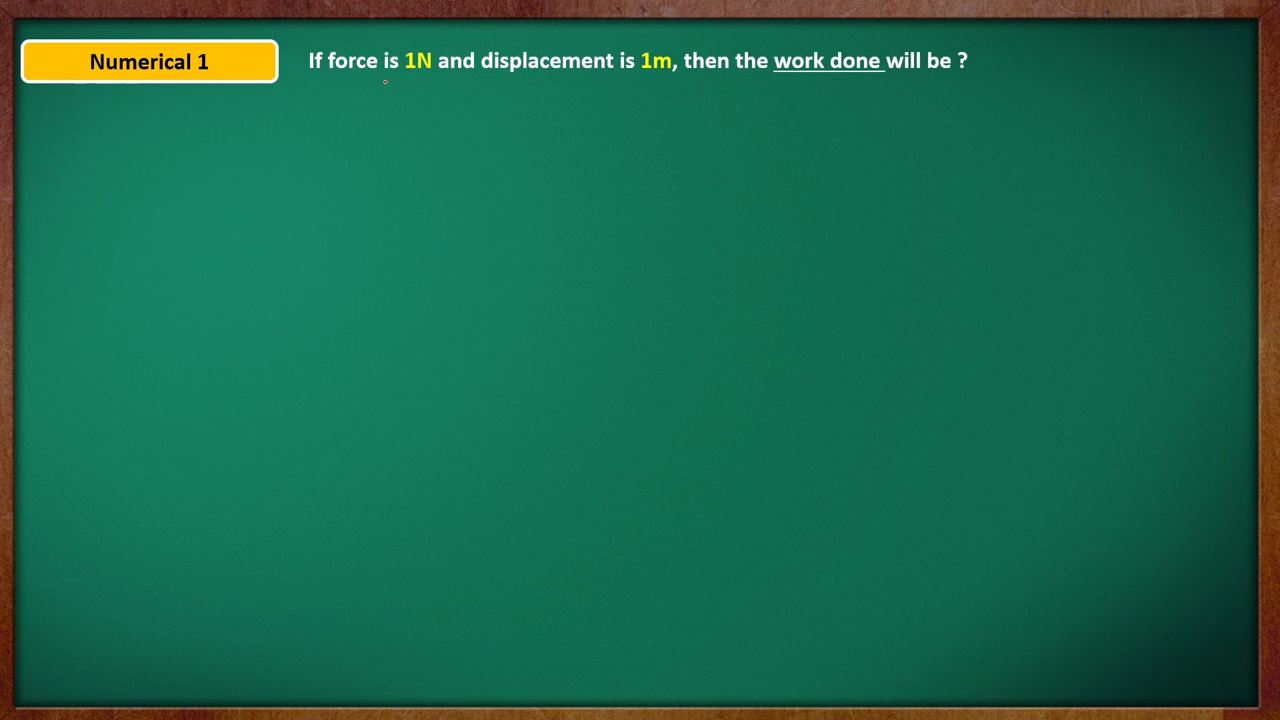 Numerical 1
If force is 1N and displacement is 1m, then the work done will be ?